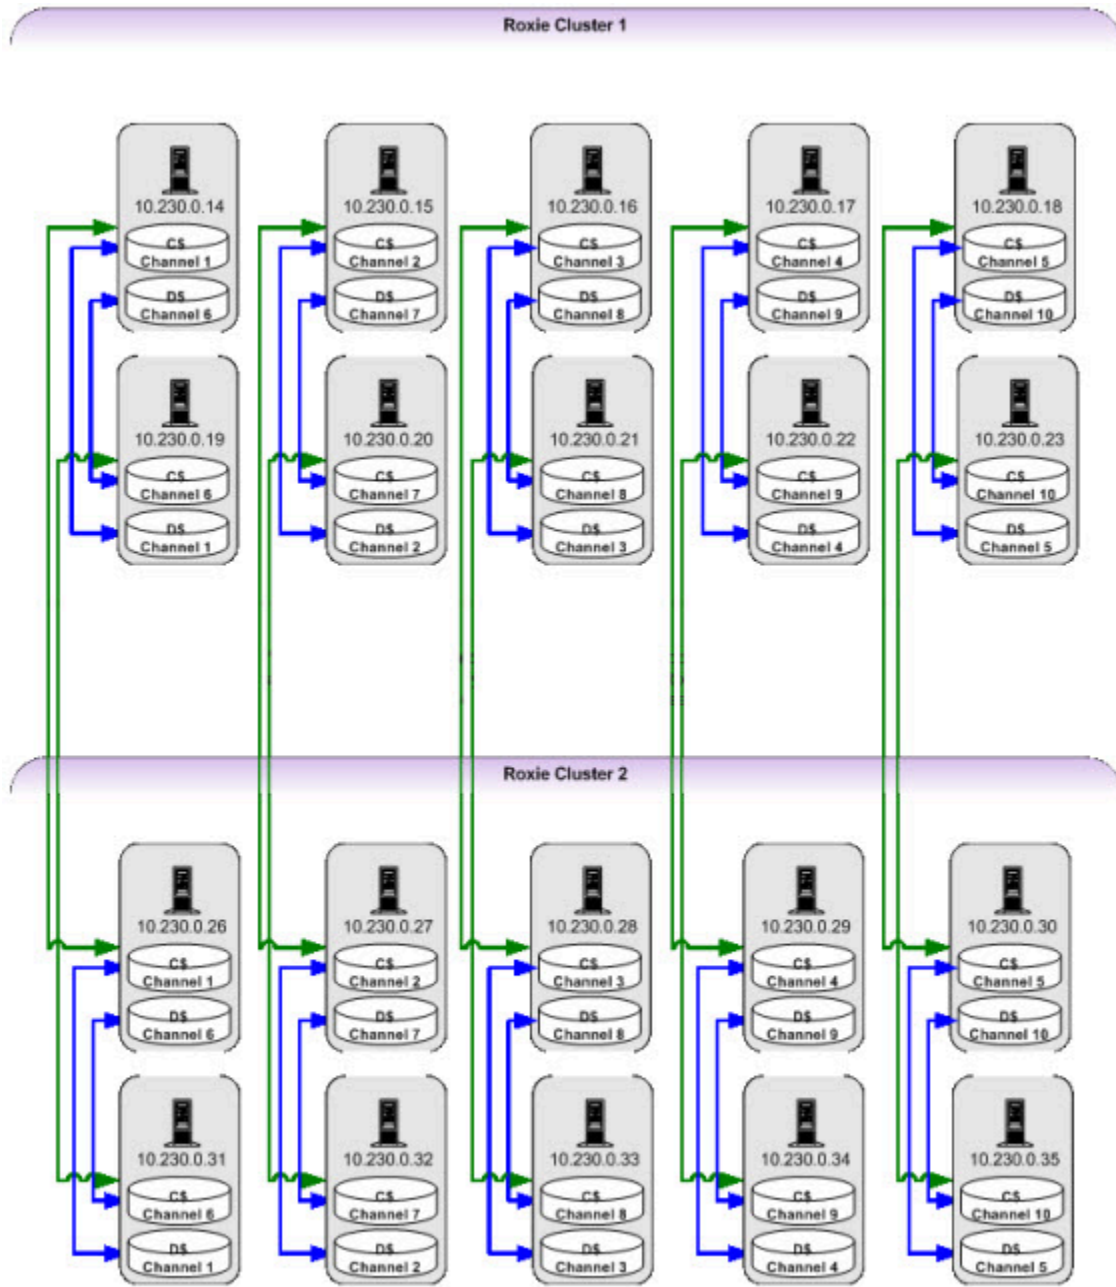 Roxie Cluster 1
10.230.0.14
C$
Channel 1
D$
Channel 6
10.230.0.15
C$
Channel 2
D$
Channel 7
10.230.0.16
C$
Channel 3
D$
Channel 8
10.230.0.17
C$
Channel 4
D$
Channel 9
10.230.0.18
C$
Channel 5
D$
Channel 10
10.230.0.19
C$
Channel 6
D$
Channel 1
10.230.0.20
C$
Channel 7
D$
Channel 2
10.230.0.21
C$
Channel 8
D$
Channel 3
10.230.0.22
C$
Channel 9
D$
Channel 4
10.230.0.23
C$
Channel 10
D$
Channel 5
Roxie Cluster 2
10.230.0.26
C$
Channel 1
D$
Channel 6
10.230.0.27
C$
Channel 2
D$
Channel 7
10.230.0.28
C$
Channel 3
D$
Channel 8
10.230.0.29
C$
Channel 4
D$
Channel 9
10.230.0.30
C$
Channel 5
D$
Channel 10
10.230.0.31
C$
Channel 6
D$
Channel 1
10.230.0.32
C$
Channel 7
D$
Channel 2
10.230.0.33
C$
Channel 8
D$
Channel 3
10.230.0.34
C$
Channel 9
D$
Channel 4
10.230.0.35
C$
Channel 10
D$
Channel 5